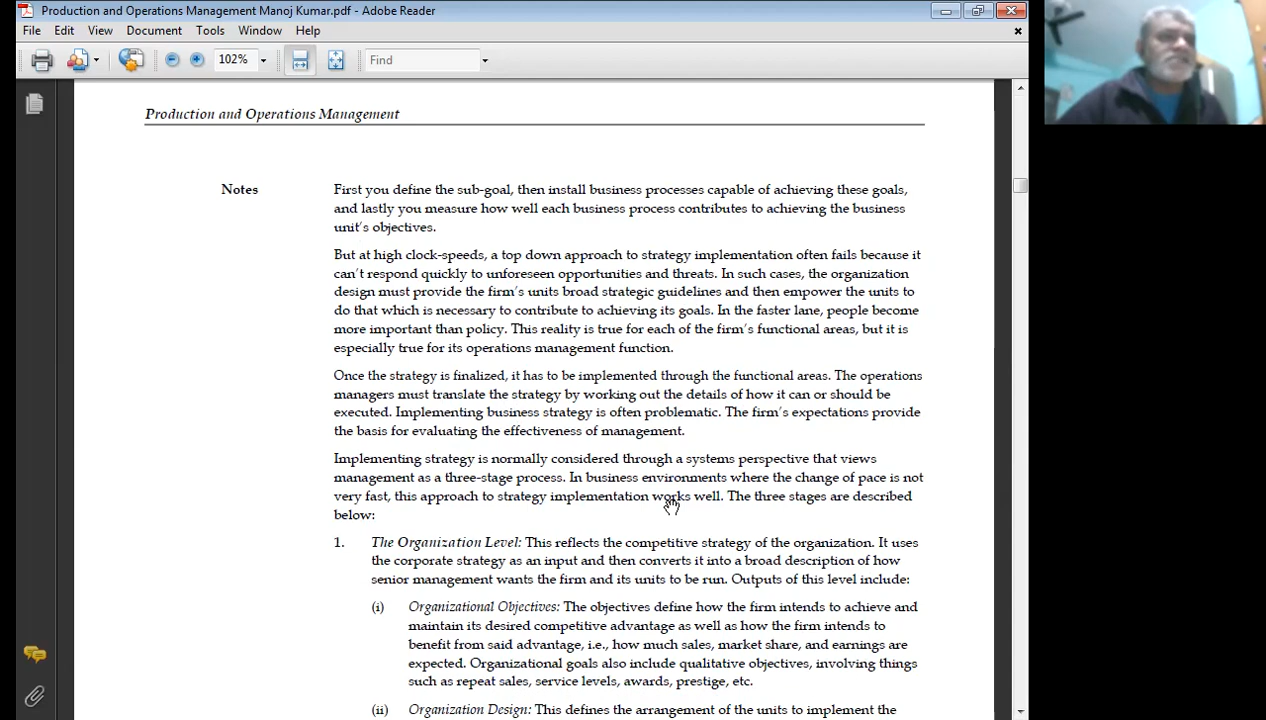 Production and Operations Management Manoj Kumar.pdf - Adobe Reader
File Edit View Document Tools Window Help
102% Find
Production and Operations Management
Notes
First you define the sub-goal, then install business processes capable of achieving these goals,
and lastly you measure how well each business process contributes to achieving the business
unit's objectives.
But at high clock-speeds, a top down approach to strategy implementation often fails because it
can't respond quickly to unforeseen opportunities and threats. In such cases, the organization
design must provide the firm's units broad strategic guidelines and then empower the units to
do that which is necessary to contribute to achieving its goals. In the faster lane, people become
more important than policy. This reality is true for each of the firm's functional areas, but it is
especially true for its operations management function.
Once the strategy is finalized, it has to be implemented through the functional areas. The operations
managers must translate the strategy by working out the details of how it can or should be
executed. Implementing business strategy is often problematic. The firm's expectations provide
the basis for evaluating the effectiveness of management.
Implementing strategy is normally considered through a systems perspective that views
management as a three-stage process. In business environments where the change of pace is not
very fast, this approach to strategy implementation works well. The three stages are described
below:
1. The Organization Level: This reflects the competitive strategy of the organization. It uses
the corporate strategy as an input and then converts it into a broad description of how
senior management wants the firm and its units to be run. Outputs of this level include:
(i) Organizational Objectives: The objectives define how the firm intends to achieve and
maintain its desired competitive advantage as well as how the firm intends to
benefit from said advantage, i.e., how much sales, market share, and earnings are
expected. Organizational goals also include qualitative objectives, involving things
such as repeat sales, service levels, awards, prestige, etc.
(ii) Organization Design: This defines the arrangement of the units to implement the